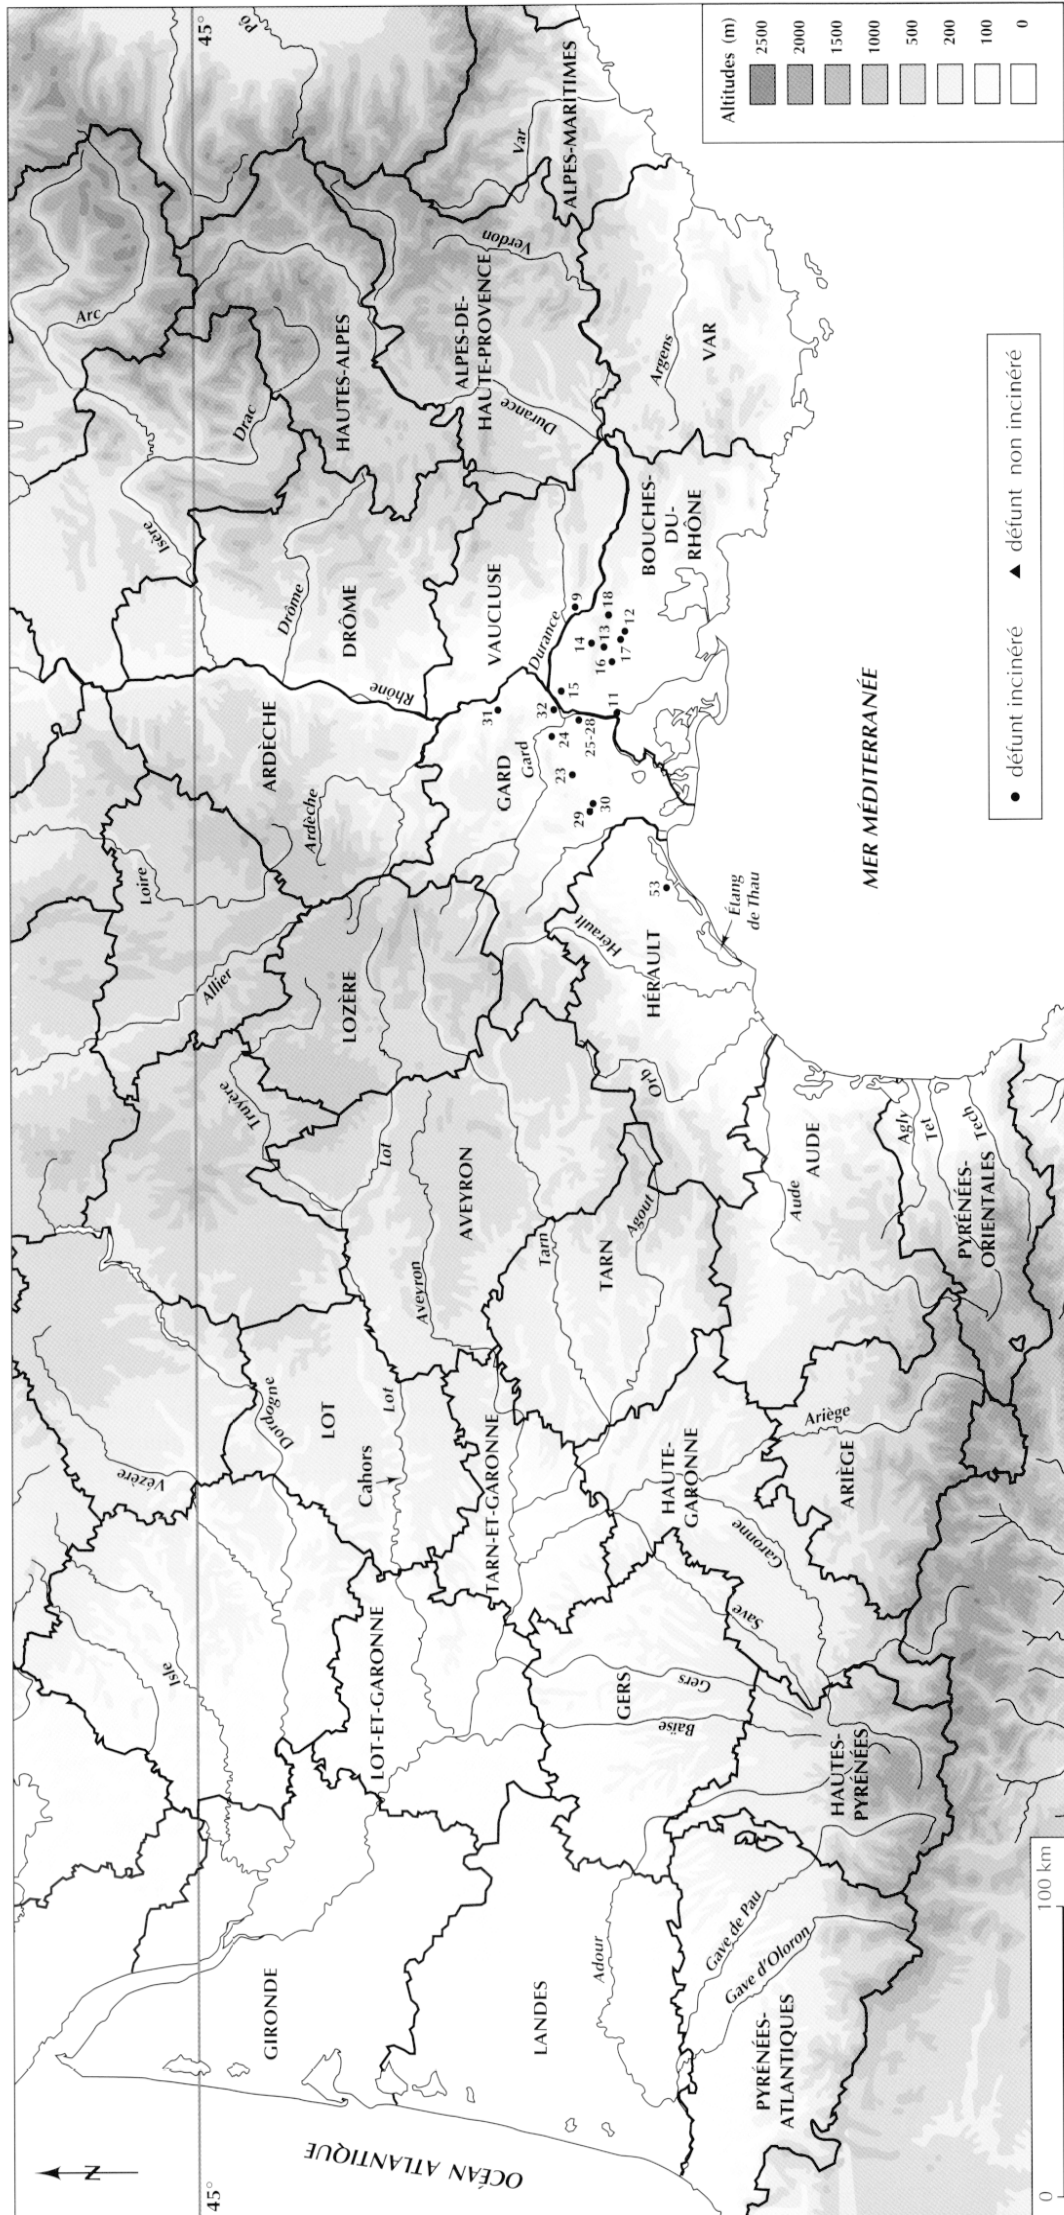 45°
45°
Pô
Altitudes (m)
2500
2000
1500
1000
500
200
100
0
N
OCÉAN ATLANTIQUE
MER MÉDITERRANÉE
GIRONDE
Isle
Vézère
Dordogne
LOT
Lot
Cahors
LOT-ET-GARONNE
TARN-ET-GARONNE
Truyère
Lot
Aveyron
AVEYRON
Allier
Loire
LOZÈRE
ARDÈCHE
Ardèche
Rhône
Isère
Drôme
DRÔME
Drac
Arc
HAUTES-ALPES
ALPES-DE-
HAUTE-PROVENCE
Durance
Verdon
Var
ALPES-MARITIMES
VAUCLUSE
Durance
GARD
Gard
31
32
15
24
23
25-28
29
30
11
14
9
13
18
16
17
12
BOUCHES-
DU-
RHÔNE
Argens
VAR
LANDES
Adour
GERS
Gers
Baïse
Save
Garonne
HAUTE-
GARONNE
Tarn
TARN
Agout
Orb
Hérault
HÉRAULT
53
Étang
de Thau
Gave de Pau
Gave d'Oloron
PYRÉNÉES-
ATLANTIQUES
HAUTES-
PYRÉNÉES
Ariège
ARIÈGE
Aude
AUDE
Agly
Tel
Tech
PYRÉNÉES-
ORIENTALES
0
100 km
● défunt incinéré
▲ défunt non incinéré